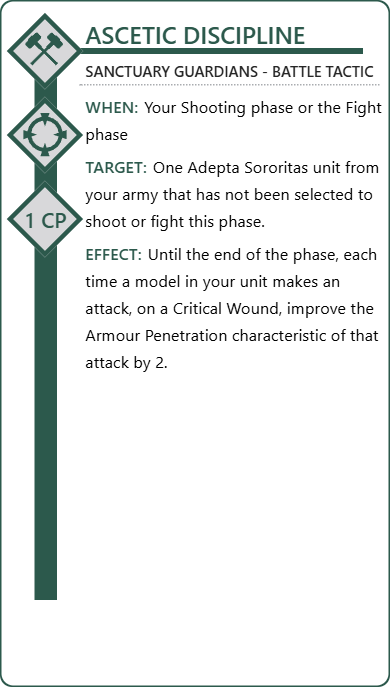 ASCETIC DISCIPLINE
SANCTUARY GUARDIANS - BATTLE TACTIC
WHEN: Your Shooting phase or the Fight
phase
TARGET: One Adepta Sororitas unit from
your army that has not been selected to
shoot or fight this phase.
1 CP
EFFECT: Until the end of the phase, each
time a model in your unit makes an
attack, on a Critical Wound, improve the
Armour Penetration characteristic of that
attack by 2.